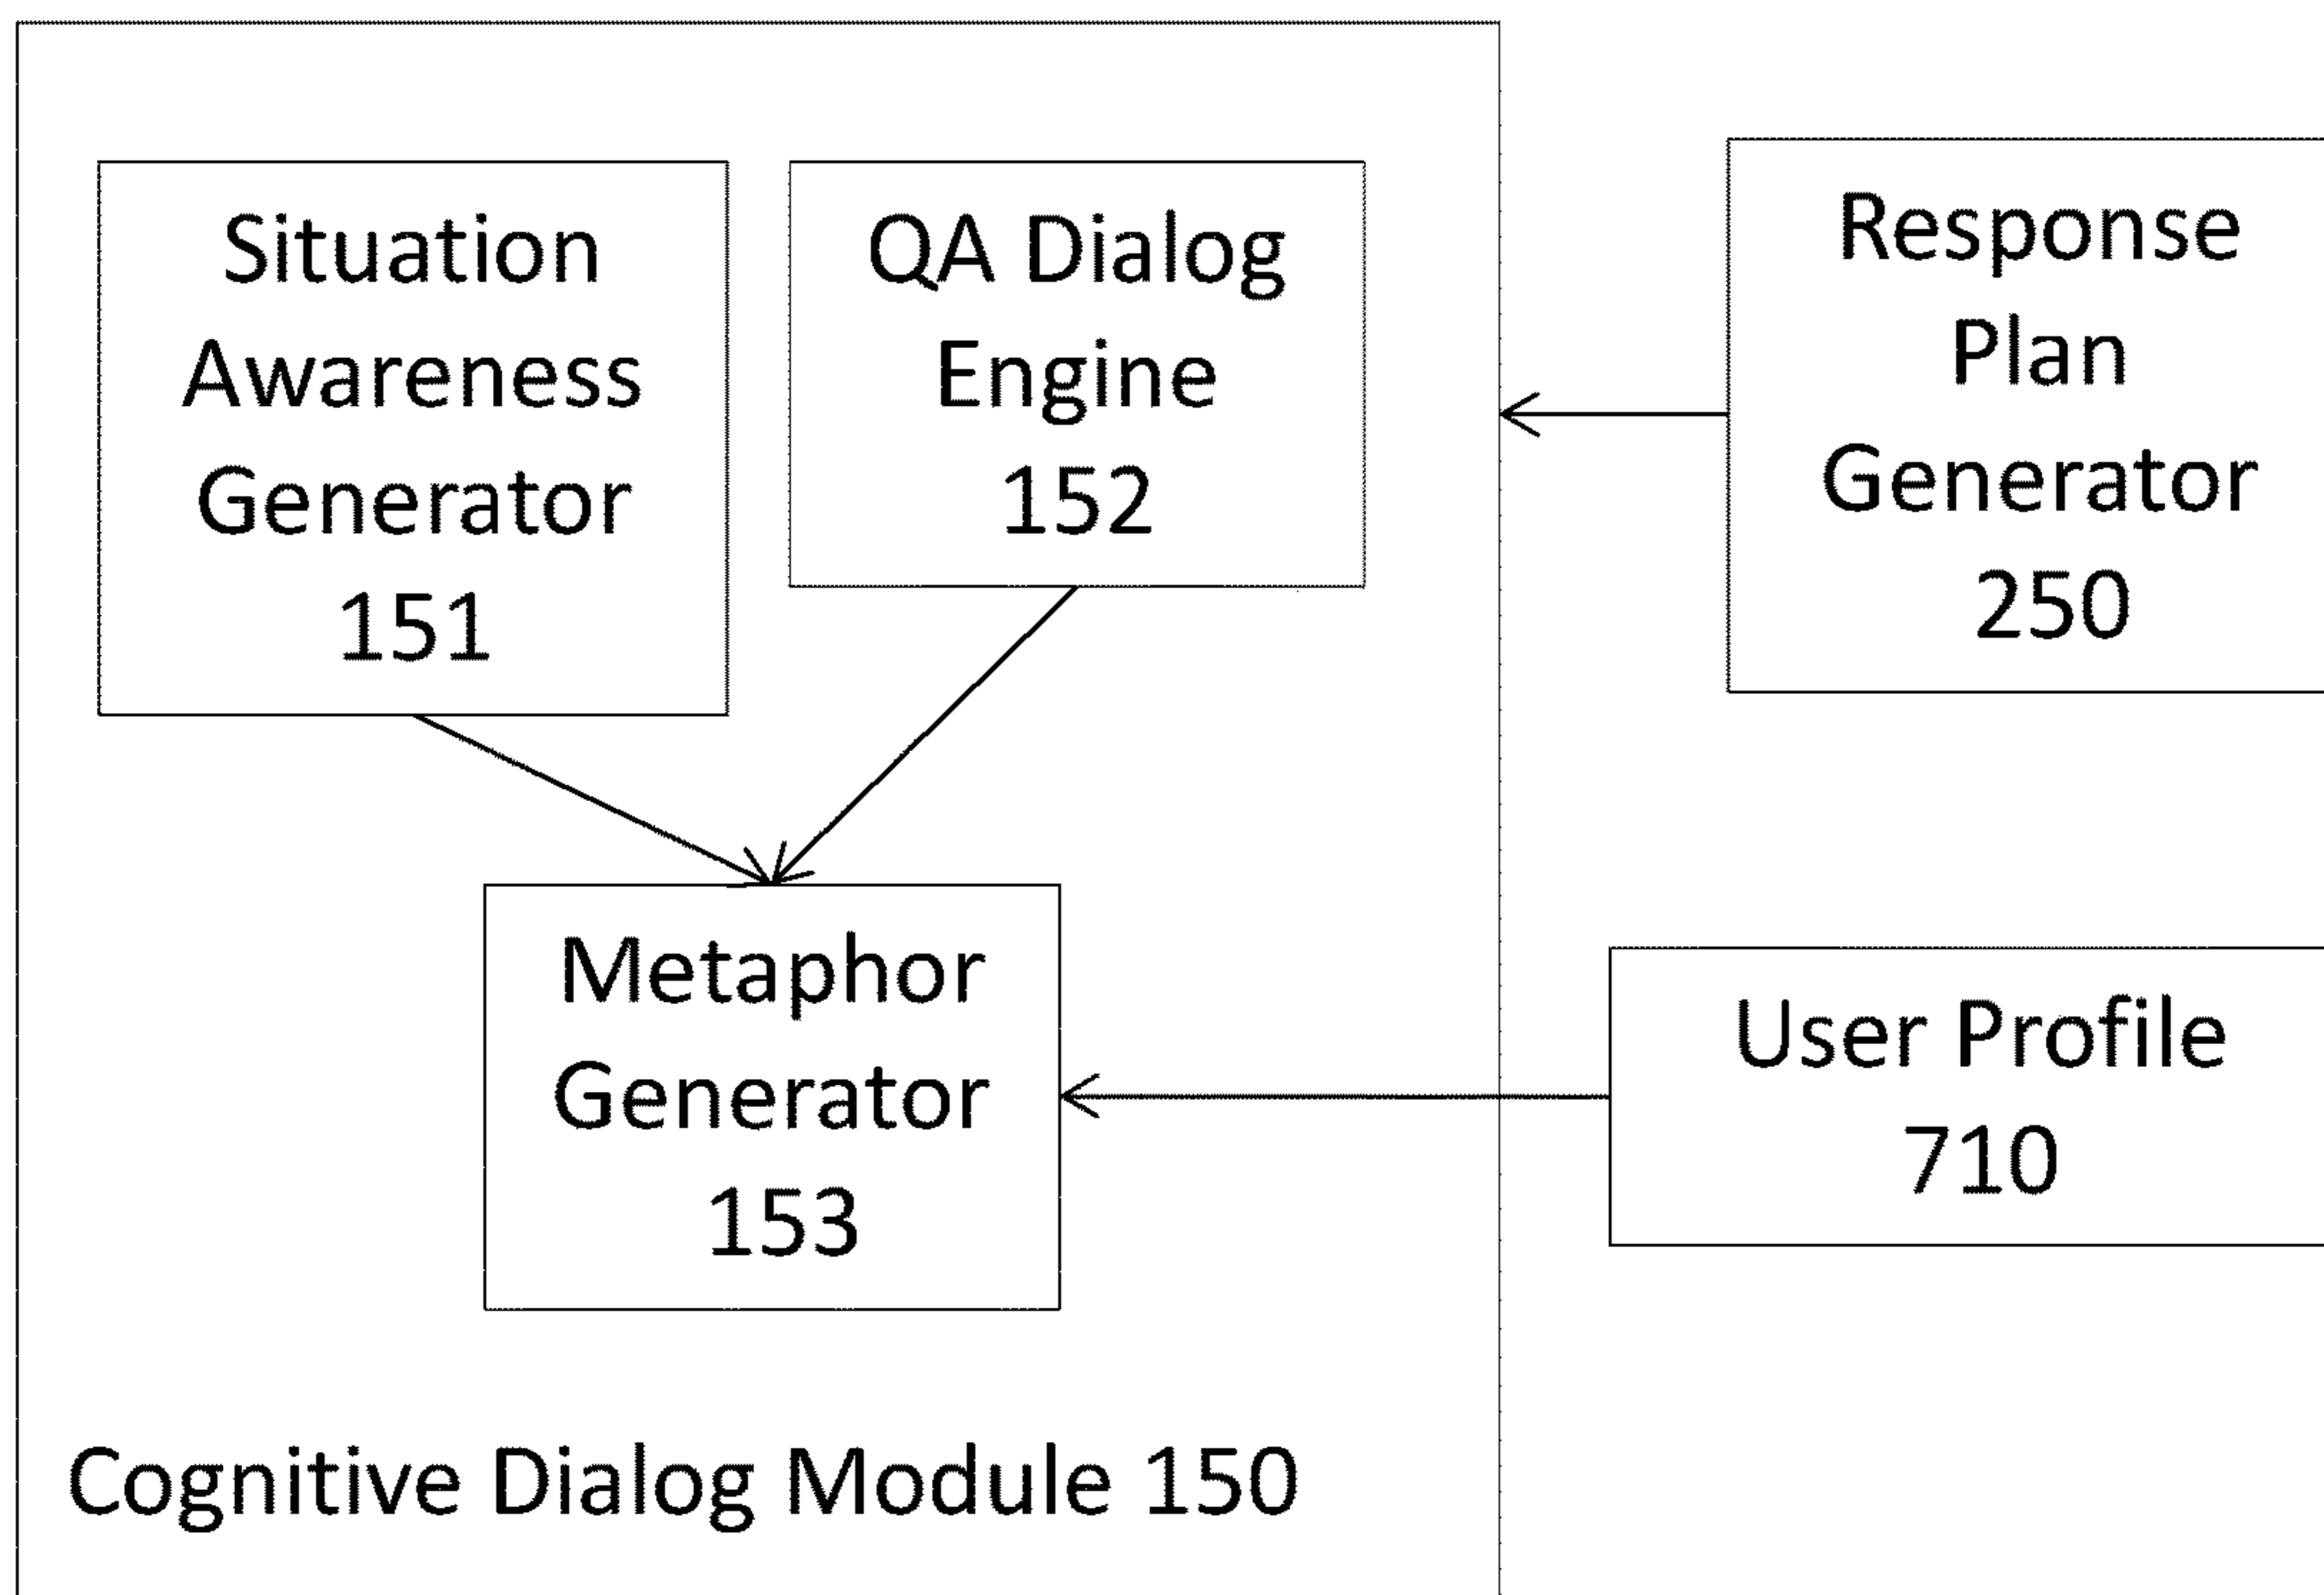 Situation
Awareness
Generator
151
QA Dialog
Engine
152
Response
Plan
Generator
250
Metaphor
Generator
153
User Profile
710
Cognitive Dialog Module 150